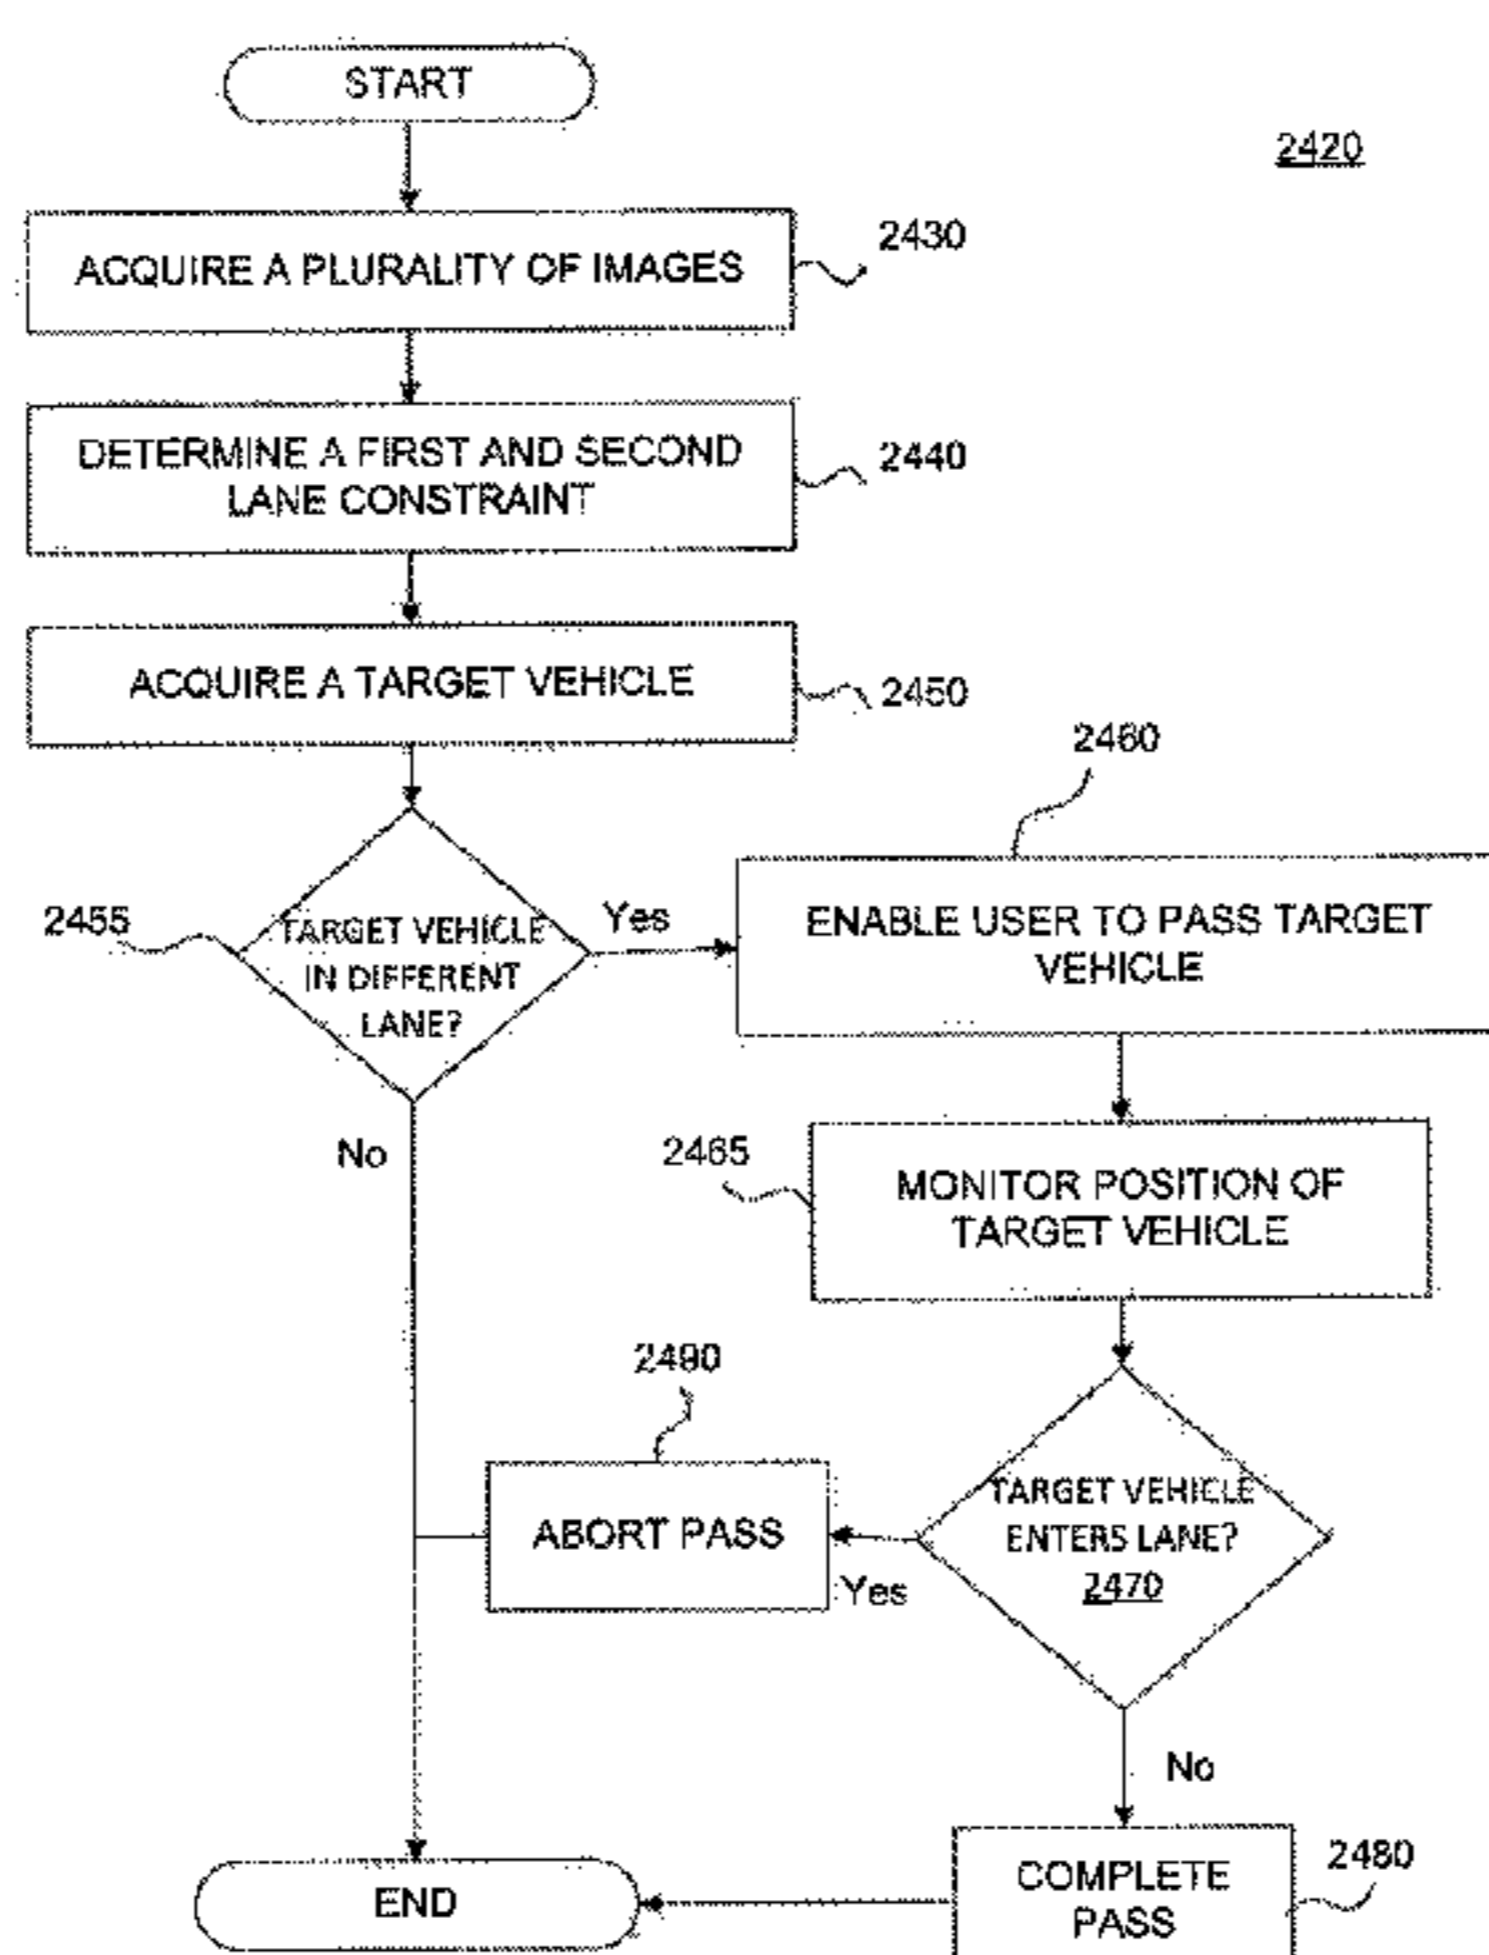 START
2420
ACQUIRE A PLURALITY OF IMAGES
2430
DETERMINE A FIRST AND SECOND
LANE CONSTRAINT
2440
ACQUIRE A TARGET VEHICLE
2450
2455
TARGET VEHICLE
IN DIFFERENT
LANE?
Yes
No
2460
ENABLE USER TO PASS TARGET
VEHICLE
2465
MONITOR POSITION OF
TARGET VEHICLE
2490
ABORT PASS
Yes
TARGET VEHICLE
ENTERS LANE?
2470
No
COMPLETE
PASS
2480
END